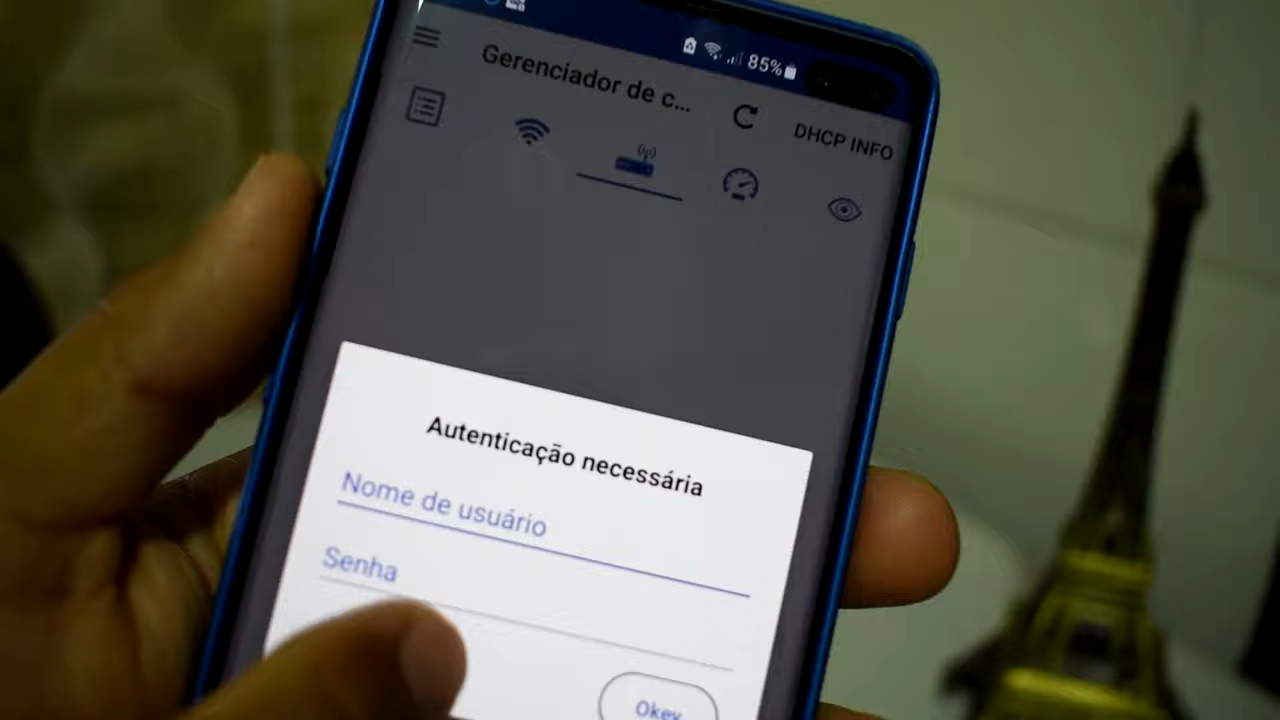 85%
Gerenciador de c...
DHCP INFO
Autenticação necessária
Nome de usuário
Senha
Okey